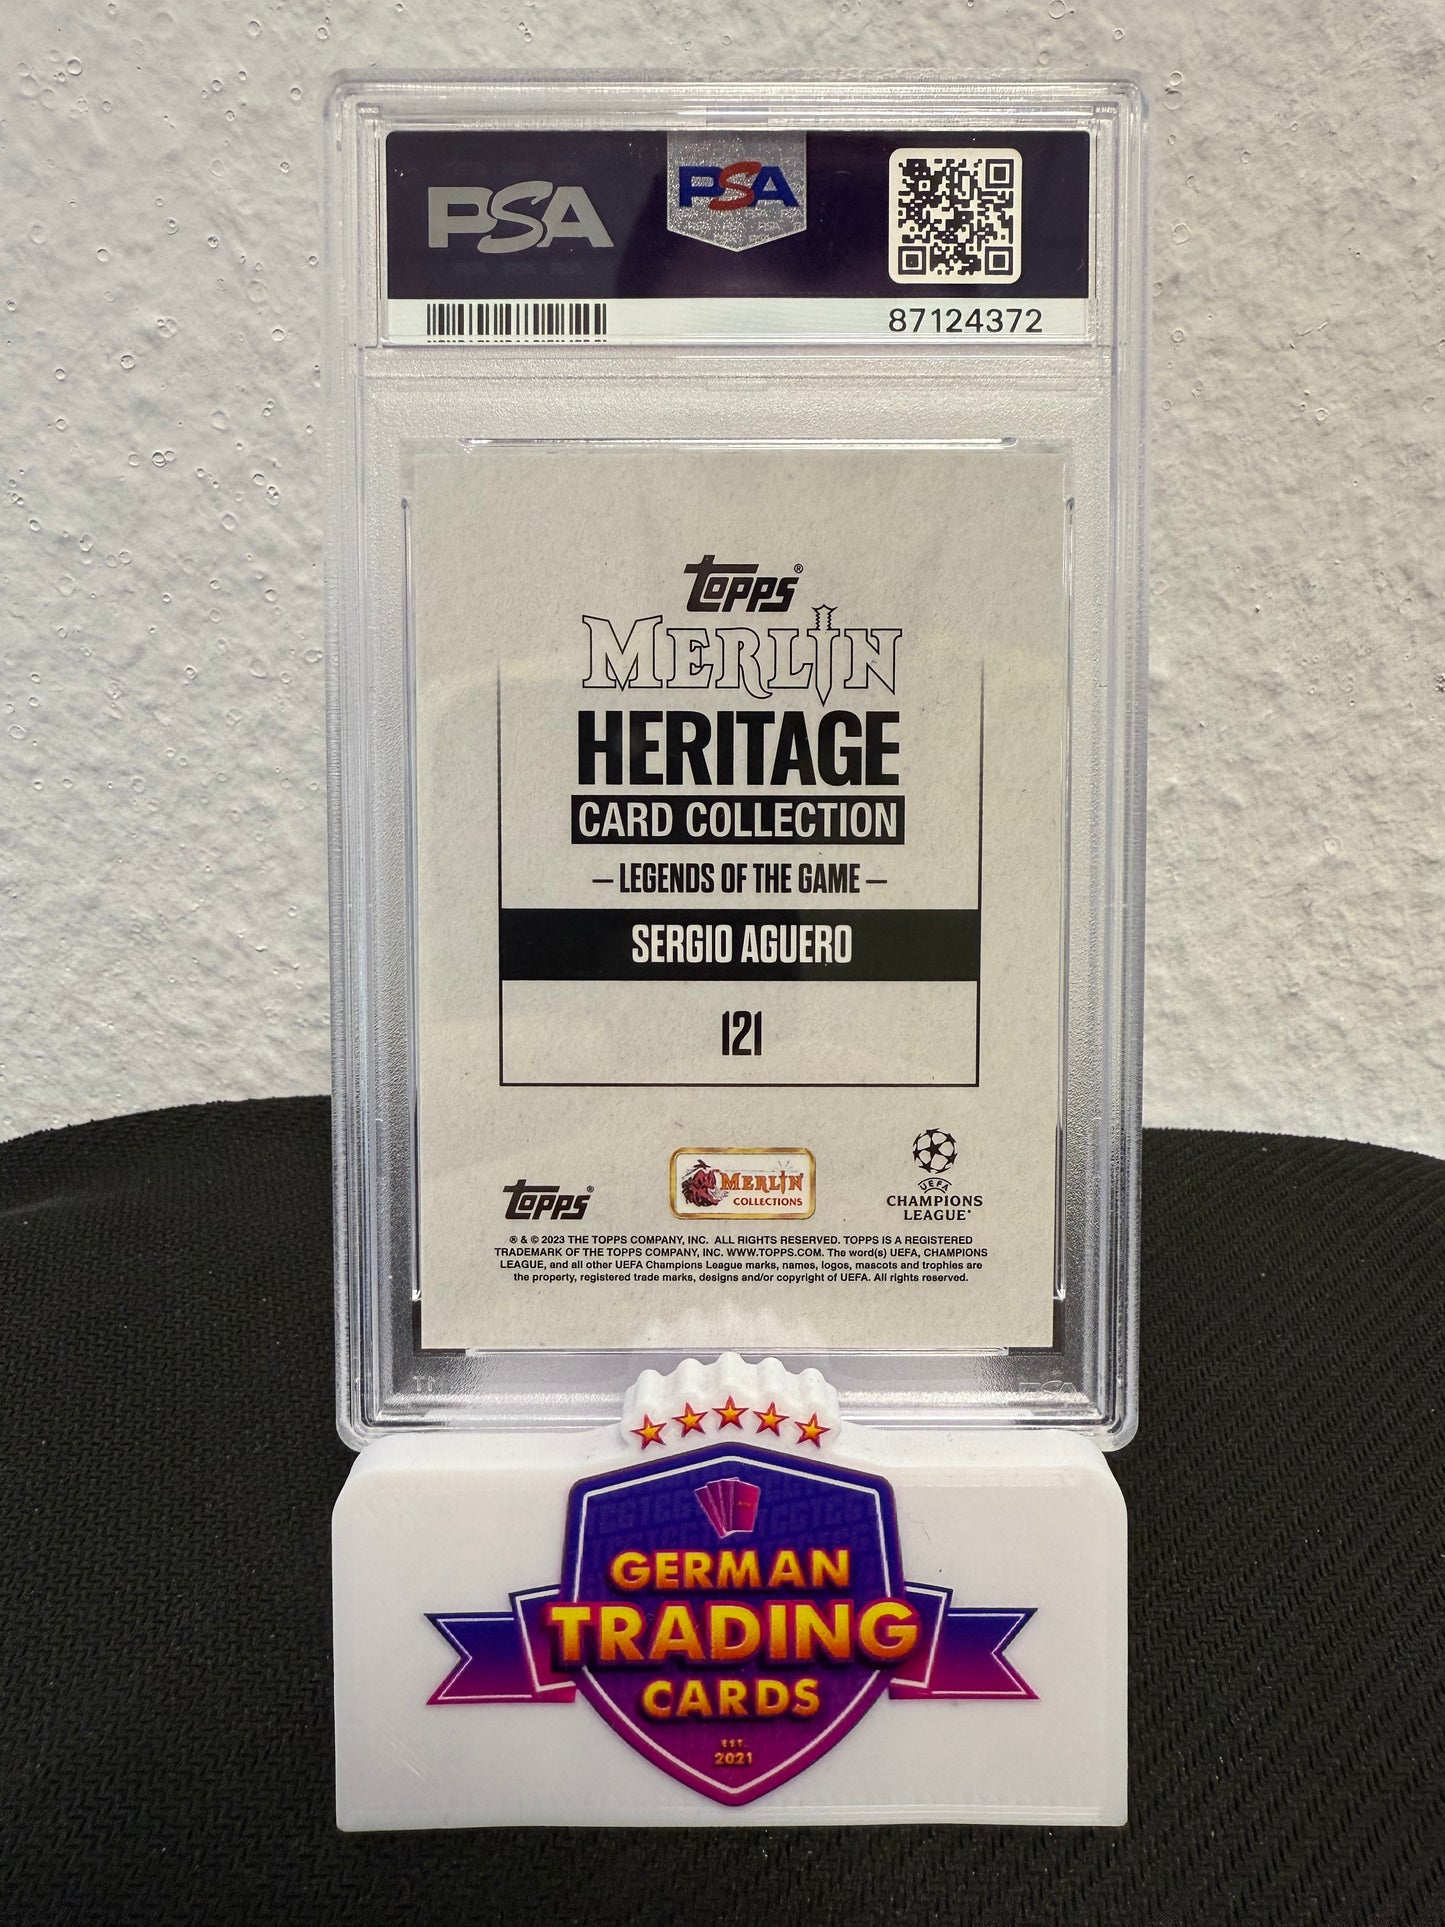 PSA
PSA
87124372
TOPPS®
MERLIN
HERITAGE
CARD COLLECTION
– LEGENDS OF THE GAME –
SERGIO AGUERO
121
TOPPS®
MERLIN
COLLECTIONS
UEFA
CHAMPIONS
LEAGUE®
® & © 2023 THE TOPPS COMPANY, INC. ALL RIGHTS RESERVED. TOPPS IS A REGISTERED
TRADEMARK OF THE TOPPS COMPANY, INC. WWW.TOPPS.COM. The word(s) UEFA, CHAMPIONS
LEAGUE, and all other UEFA Champions League marks, names, logos, mascots and trophies are
the property, registered trade marks, designs and/or copyright of UEFA. All rights reserved.
GERMAN
TRADING
CARDS
EST.
2021